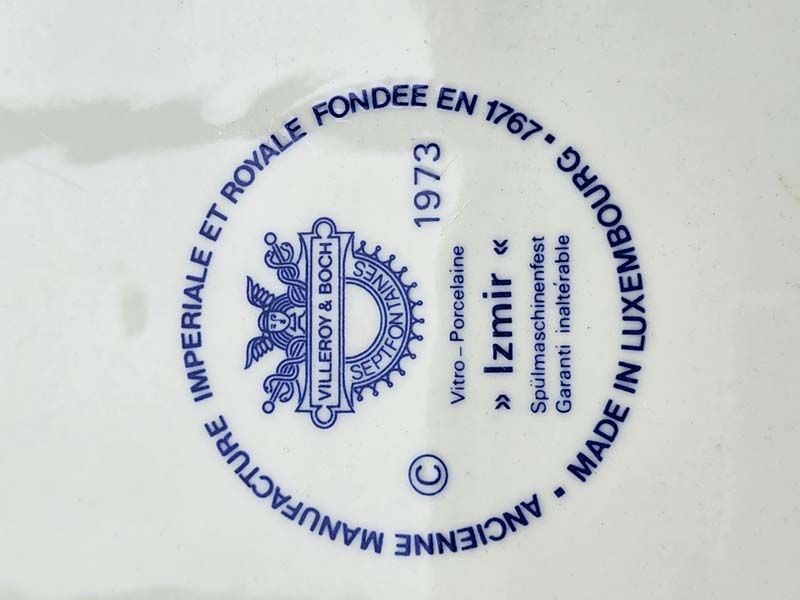 ANCIENNE MANUFACTURE IMPERIALE ET ROYALE FONDEE EN 1767 •
MADE IN LUXEMBOURG •
VILLEROY & BOCH
SEPTFONTAINES
© 1973
Vitro-Porcelaine
» Izmir «
Spülmaschinenfest
Garanti inaltérable